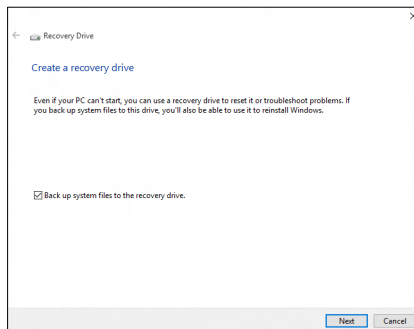 Recovery Drive
Create a recovery drive
Even if your PC can't start, you can use a recovery drive to reset it or troubleshoot problems. If
you back up system files to this drive, you'll also be able to use it to reinstall Windows.
Back up system files to the recovery drive.
Next Cancel